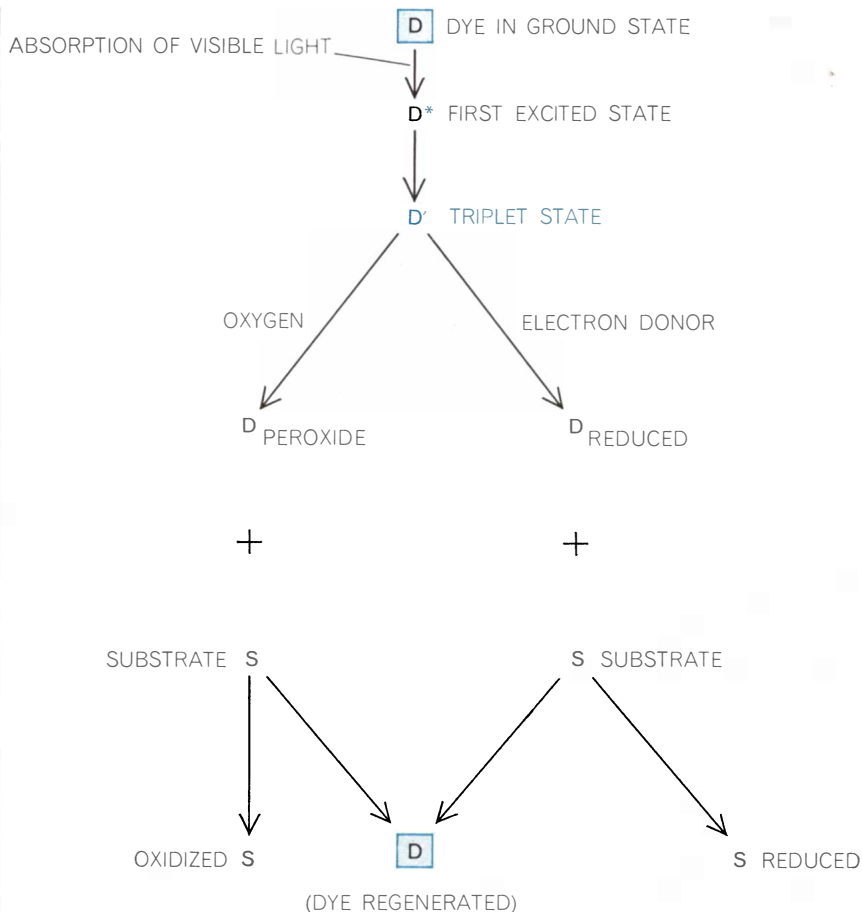 D DYE IN GROUND STATE
ABSORPTION OF VISIBLE LIGHT
D* FIRST EXCITED STATE
D′ TRIPLET STATE
OXYGEN
ELECTRON DONOR
D PEROXIDE
D REDUCED
+
+
SUBSTRATE S
S SUBSTRATE
OXIDIZED S
D
S REDUCED
(DYE REGENERATED)